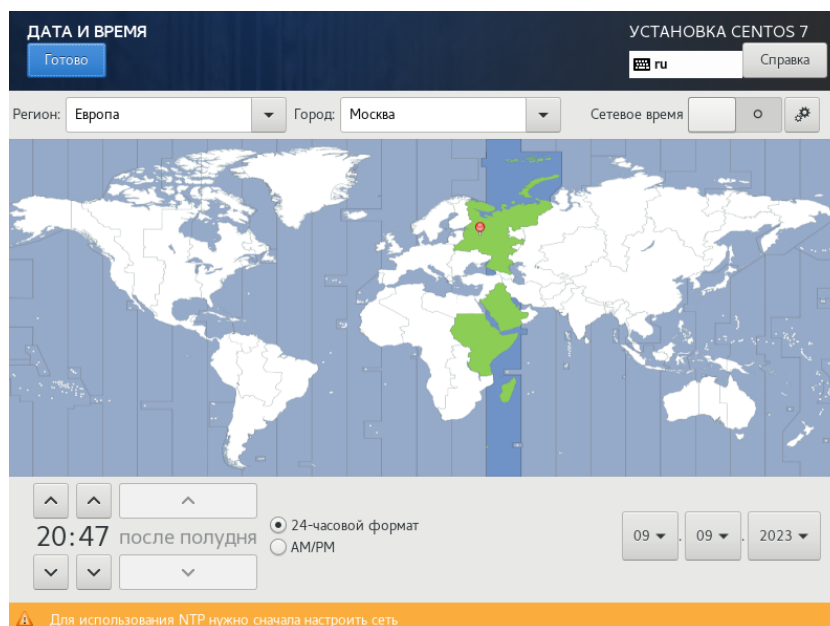 ДАТА И ВРЕМЯ
УСТАНОВКА CENTOS 7
Готово
ru
Справка
Регион:
Европа
Город:
Москва
Сетевое время
20:47
после полудня
24-часовой формат
AM/PM
09 . 09 . 2023
Для использования NTP нужно сначала настроить сеть